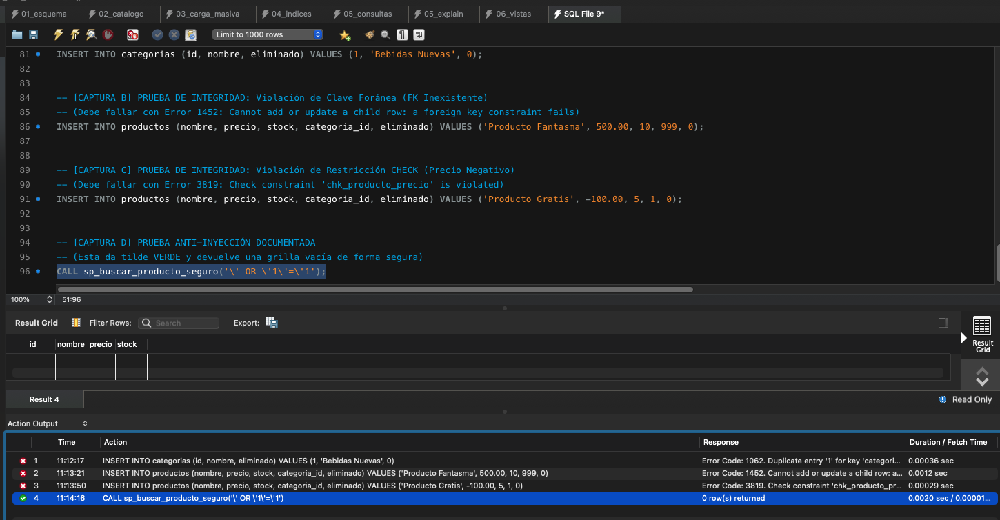 01_esquema 02_catalogo 03_carga_masiva 04_indices 05_consultas 05_explain 06_vistas SQL File 9*
Limit to 1000 rows
81 INSERT INTO categorias (id, nombre, eliminado) VALUES (1, 'Bebidas Nuevas', 0);
82
83
84 -- [CAPTURA B] PRUEBA DE INTEGRIDAD: Violación de Clave Foránea (FK Inexistente)
85 -- (Debe fallar con Error 1452: Cannot add or update a child row: a foreign key constraint fails)
86 INSERT INTO productos (nombre, precio, stock, categoria_id, eliminado) VALUES ('Producto Fantasma', 500.00, 10, 999, 0);
87
88
89 -- [CAPTURA C] PRUEBA DE INTEGRIDAD: Violación de Restricción CHECK (Precio Negativo)
90 -- (Debe fallar con Error 3819: Check constraint 'chk_producto_precio' is violated)
91 INSERT INTO productos (nombre, precio, stock, categoria_id, eliminado) VALUES ('Producto Gratis', -100.00, 5, 1, 0);
92
93
94 -- [CAPTURA D] PRUEBA ANTI-INYECCIÓN DOCUMENTADA
95 -- (Esta da tilde VERDE y devuelve una grilla vacía de forma segura)
96 CALL sp_buscar_producto_seguro('\' OR \'1\'=\'1');
100% 51:96
Result Grid Filter Rows: Search Export:
id nombre precio stock
Result Grid
Result 4 Read Only
Action Output
Time Action Response Duration / Fetch Time
1 11:12:17 INSERT INTO categorias (id, nombre, eliminado) VALUES (1, 'Bebidas Nuevas', 0) Error Code: 1062. Duplicate entry '1' for key 'categori... 0.00036 sec
2 11:13:21 INSERT INTO productos (nombre, precio, stock, categoria_id, eliminado) VALUES ('Producto Fantasma', 500.00, 10, 999, 0) Error Code: 1452. Cannot add or update a child row: a... 0.0012 sec
3 11:13:50 INSERT INTO productos (nombre, precio, stock, categoria_id, eliminado) VALUES ('Producto Gratis', -100.00, 5, 1, 0) Error Code: 3819. Check constraint 'chk_producto_pr... 0.00029 sec
4 11:14:16 CALL sp_buscar_producto_seguro('\' OR \'1\'=\'1') 0 row(s) returned 0.0020 sec / 0.00001...